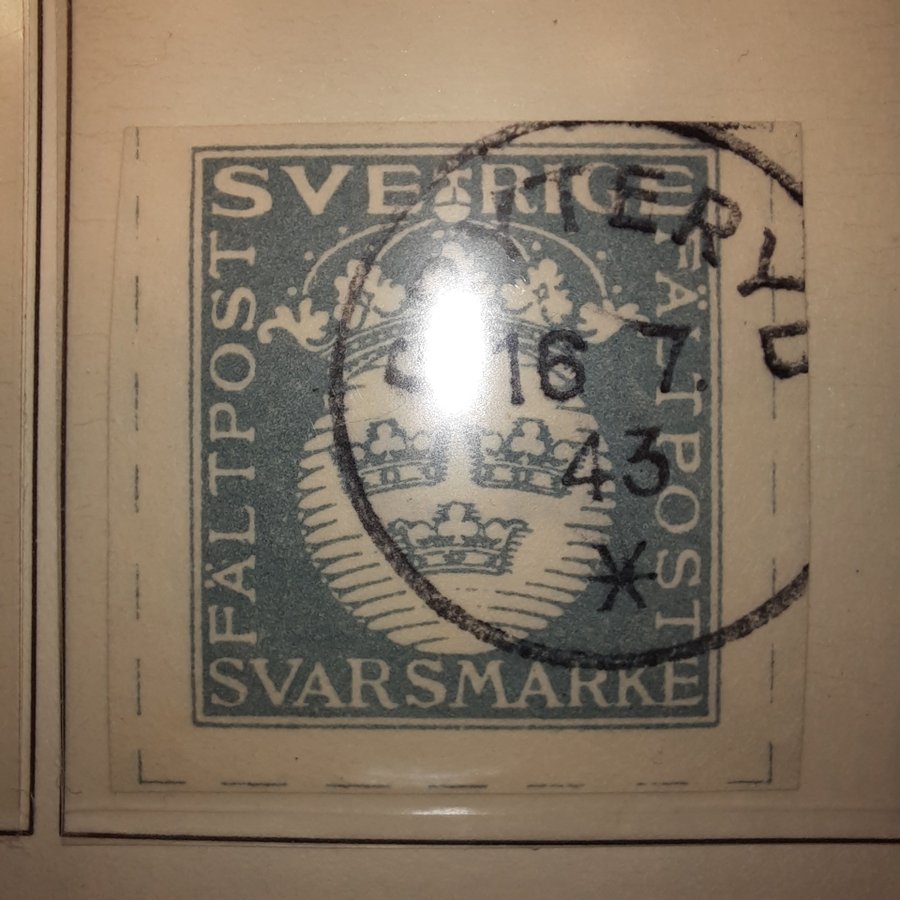 SVERIGE
FÄLTPOST
FÄLTPOST
SVARSMARKE
16 7.
43
*